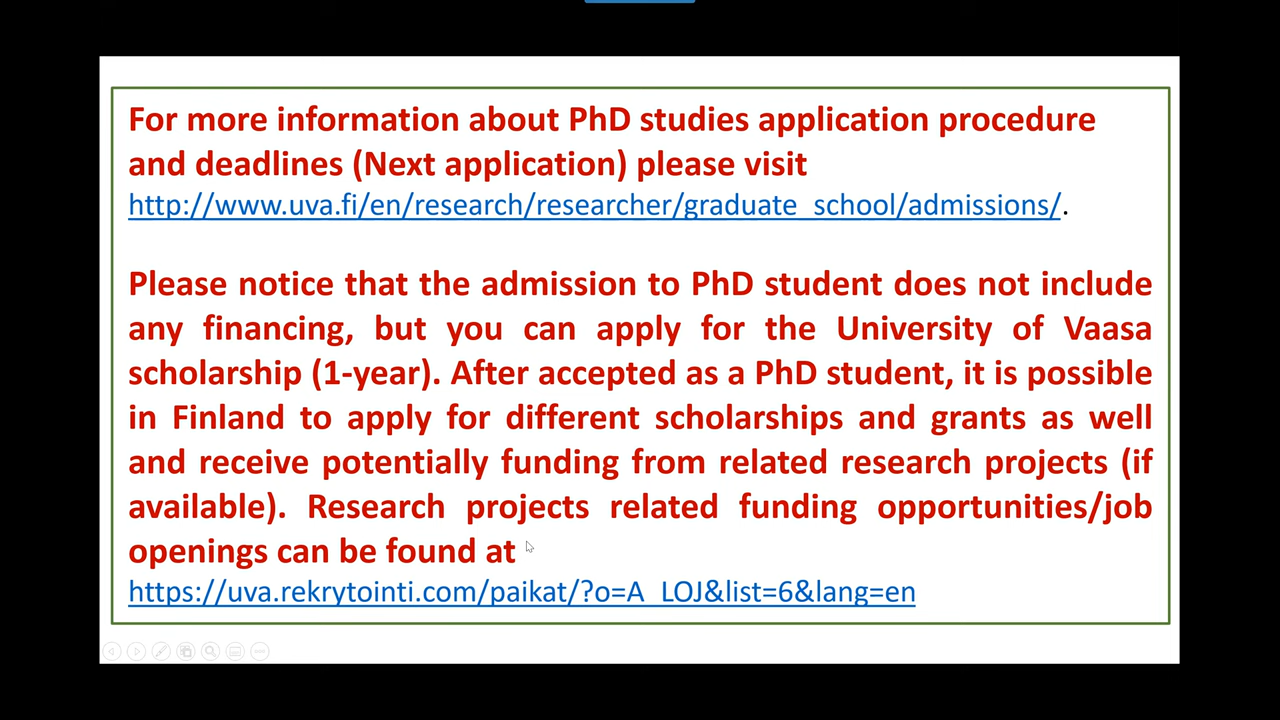 For more information about PhD studies application procedure
and deadlines (Next application) please visit
http://www.uva.fi/en/research/researcher/graduate_school/admissions/.
Please notice that the admission to PhD student does not include
any financing, but you can apply for the University of Vaasa
scholarship (1-year). After accepted as a PhD student, it is possible
in Finland to apply for different scholarships and grants as well
and receive potentially funding from related research projects (if
available). Research projects related funding opportunities/job
openings can be found at
https://uva.rekrytointi.com/paikat/?o=A_LOJ&list=6&lang=en